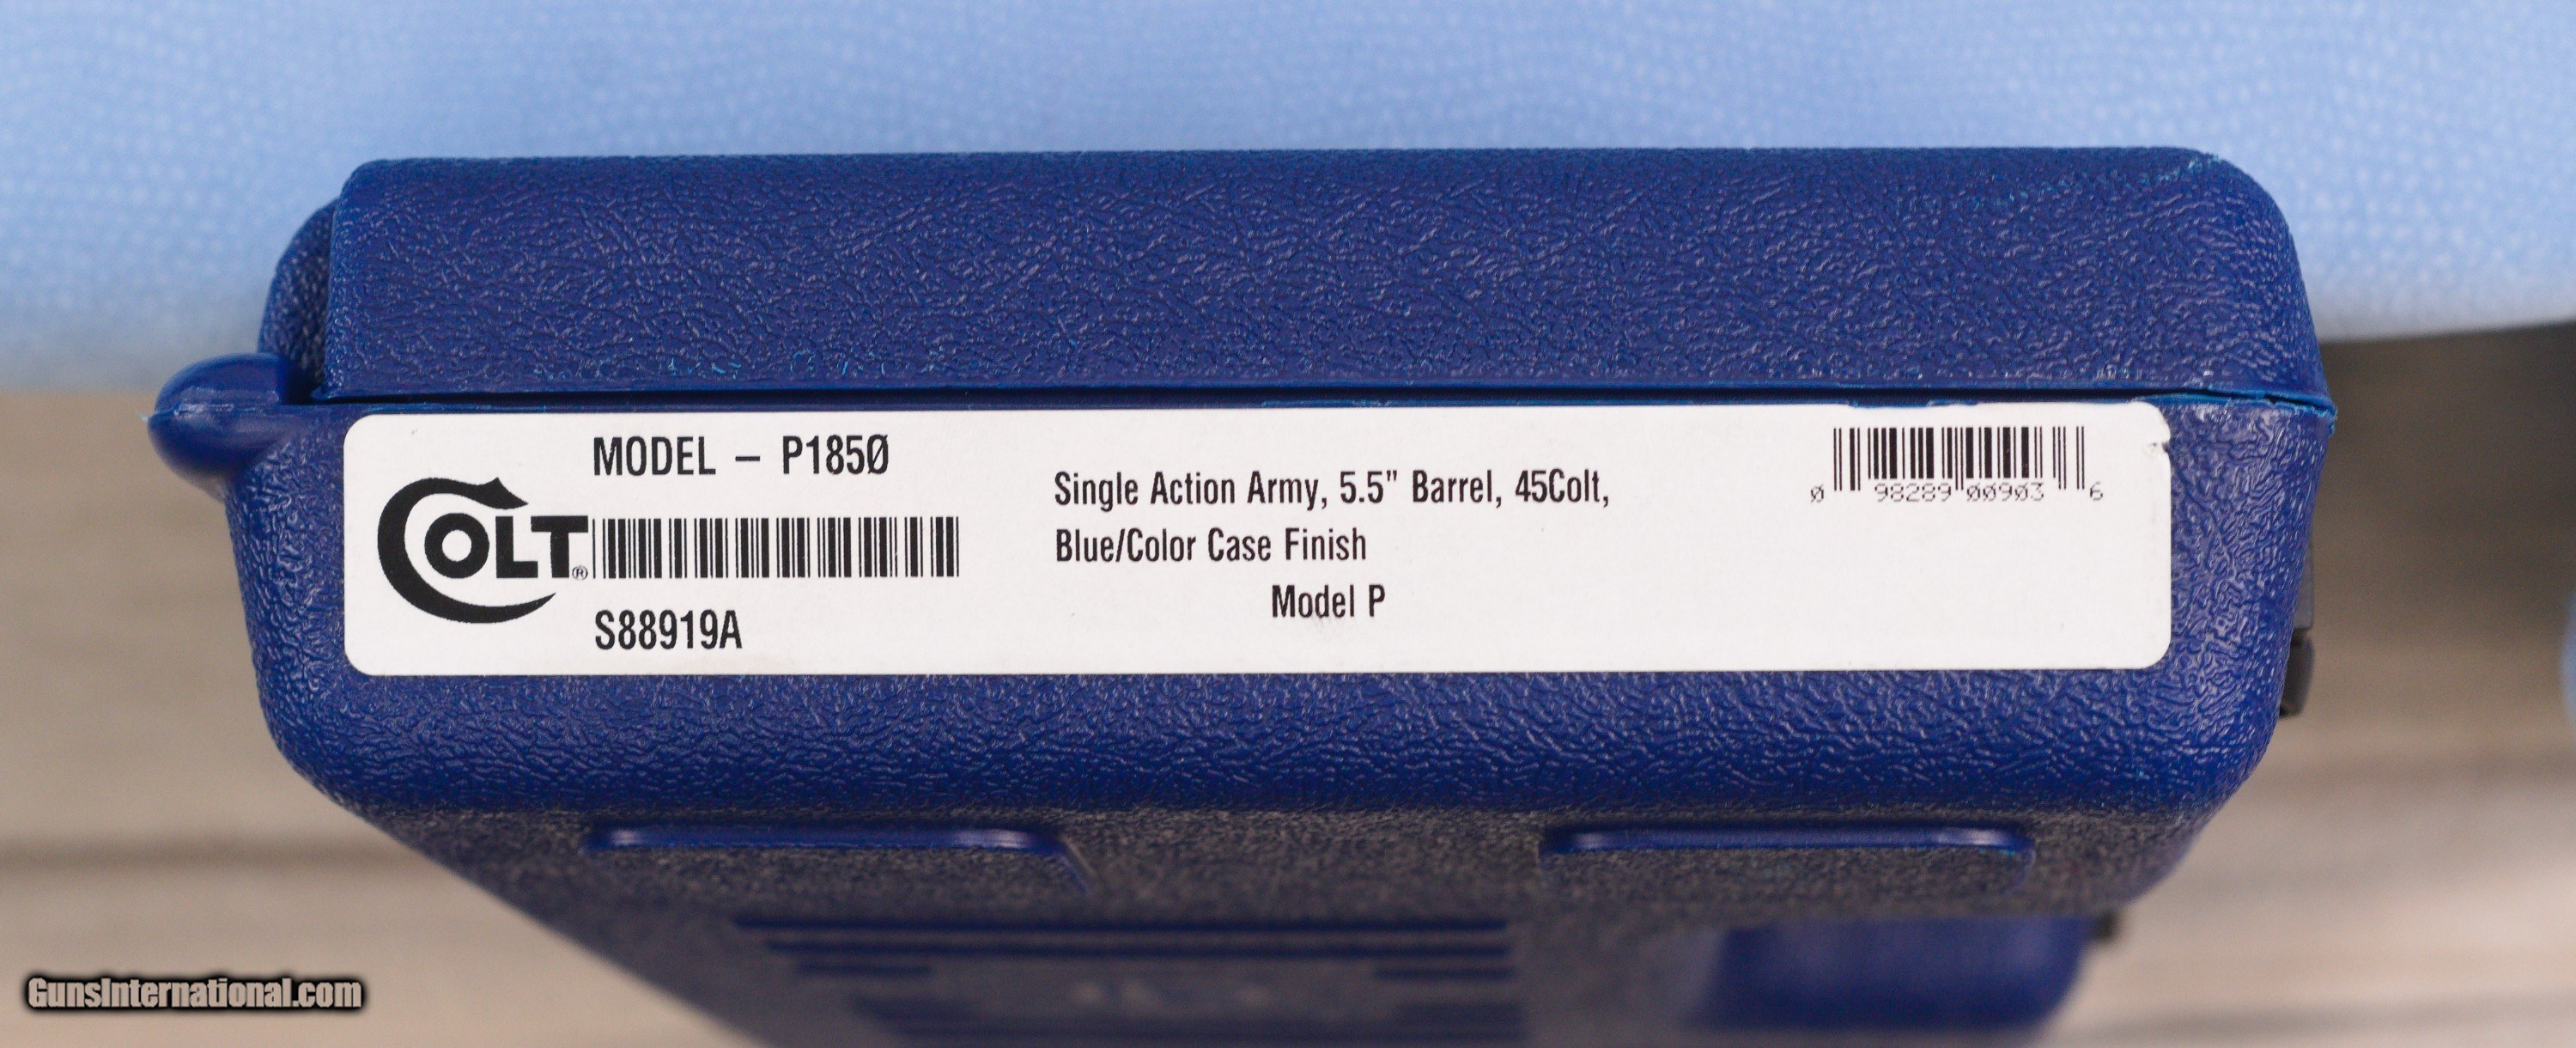 MODEL – P185Ø
COLT®
S88919A
Single Action Army, 5.5” Barrel, 45Colt,
Blue/Color Case Finish
Model P
Ø 98289 ØØ9Ø3 6
GunsInternational.com